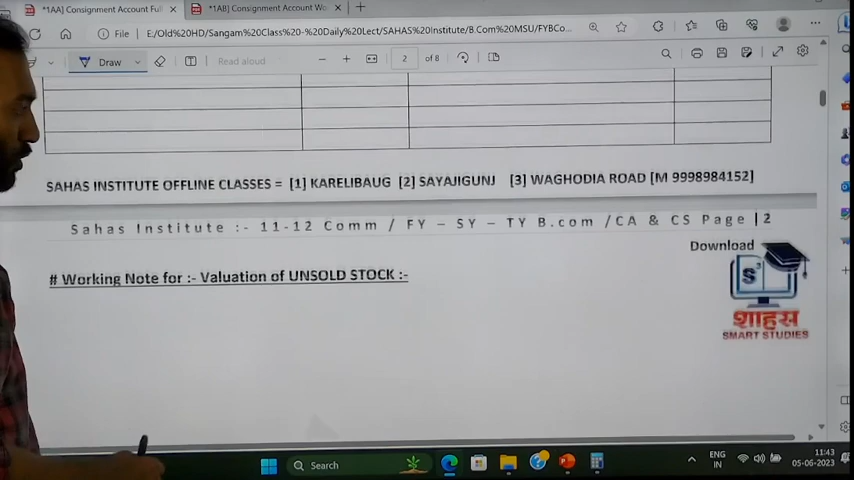 *1AA] Consignment Account Full
*1AB] Consignment Account Wo
File
E:/Old%20HD/Sangam%20Class%20-%20Daily%20Lect/SAHAS%20Institute/B.Com%20MSU/FYBCo...
Draw
Read aloud
2
of 8
SAHAS INSTITUTE OFFLINE CLASSES = [1] KARELIBAUG [2] SAYAJIGUNJ [3] WAGHODIA ROAD [M 9998984152]
Sahas Institute :- 11-12 Comm / FY – SY – TY B.com /CA & CS Page | 2
Download
# Working Note for :- Valuation of UNSOLD STOCK :-
S
शाहस
SMART STUDIES
Search
ENG
IN
11:43
05-06-2023